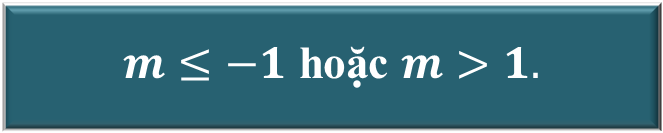 m ≤ −1 hoặc m > 1.